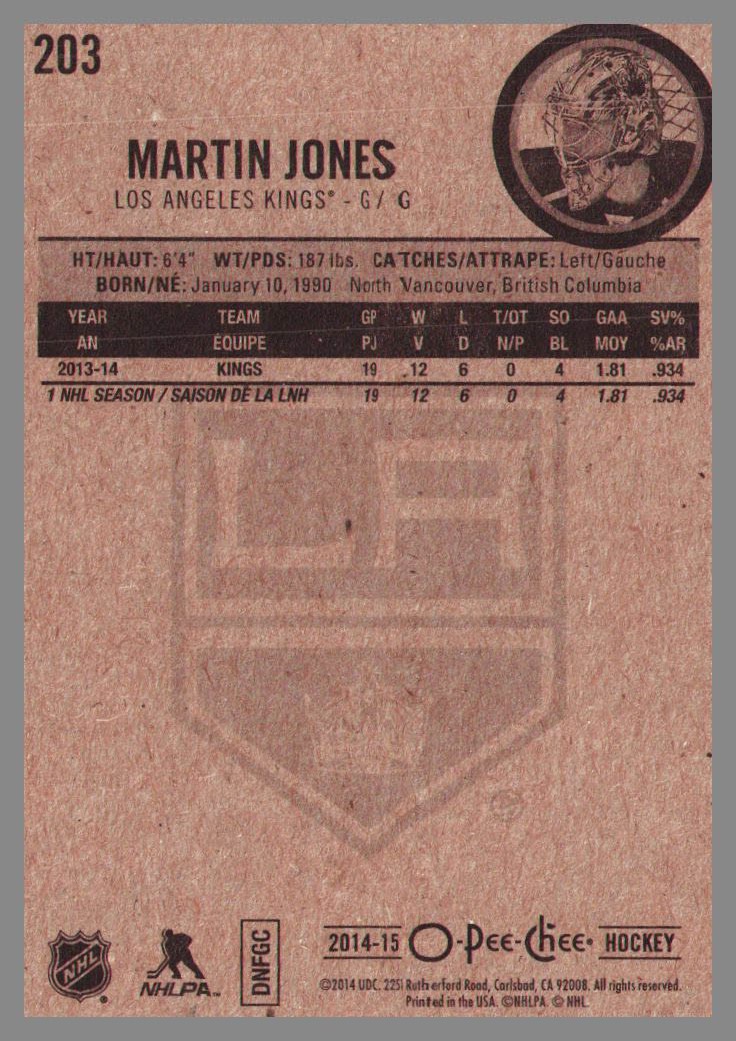 203
MARTIN JONES
LOS ANGELES KINGS® - G / G
HT/HAUT: 6'4" WT/PDS: 187 lbs. CATCHES/ATTRAPE: Left/Gauche
BORN/NÉ: January 10, 1990 North Vancouver, British Columbia
YEAR TEAM GP W L T/OT SO GAA SV%
AN ÉQUIPE PJ V D N/P BL MOY %AR
2013-14 KINGS 19 12 6 0 4 1.81 .934
1 NHL SEASON / SAISON DE LA LNH 19 12 6 0 4 1.81 .934
LA
NHL ®
NHLPA™
DNFGC
2014-15 O-Pee-Chee® HOCKEY
©2014 UDC. 2251 Rutherford Road, Carlsbad, CA 92008. All rights reserved.
Printed in the USA. ©NHLPA. © NHL.